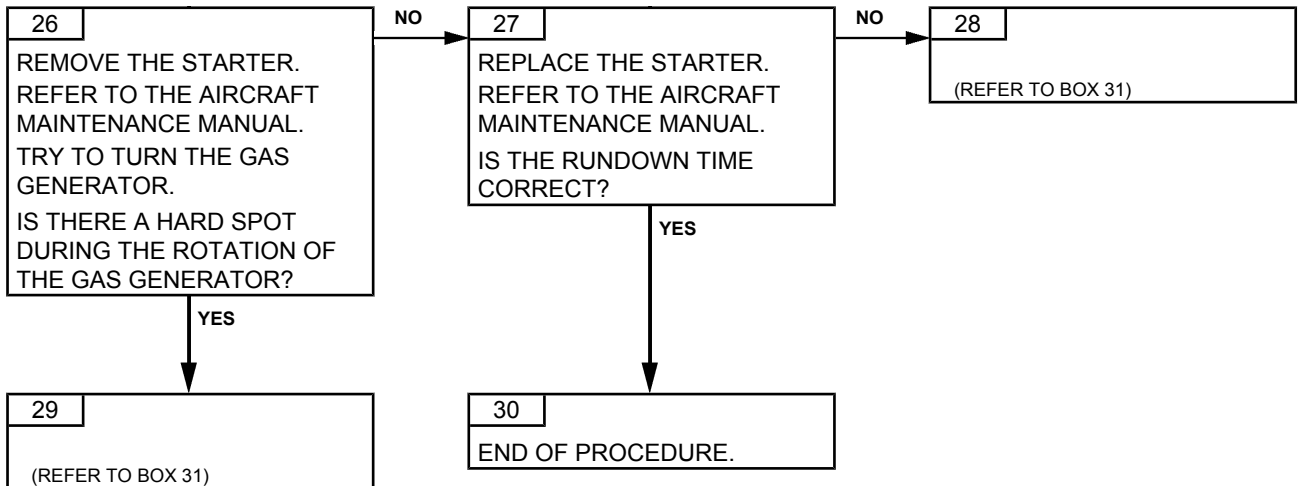 26
REMOVE THE STARTER.
REFER TO THE AIRCRAFT
MAINTENANCE MANUAL.
TRY TO TURN THE GAS
GENERATOR.
IS THERE A HARD SPOT
DURING THE ROTATION OF
THE GAS GENERATOR?
NO
27
REPLACE THE STARTER.
REFER TO THE AIRCRAFT
MAINTENANCE MANUAL.
IS THE RUNDOWN TIME
CORRECT?
NO
28
(REFER TO BOX 31)
YES
YES
29
(REFER TO BOX 31)
30
END OF PROCEDURE.